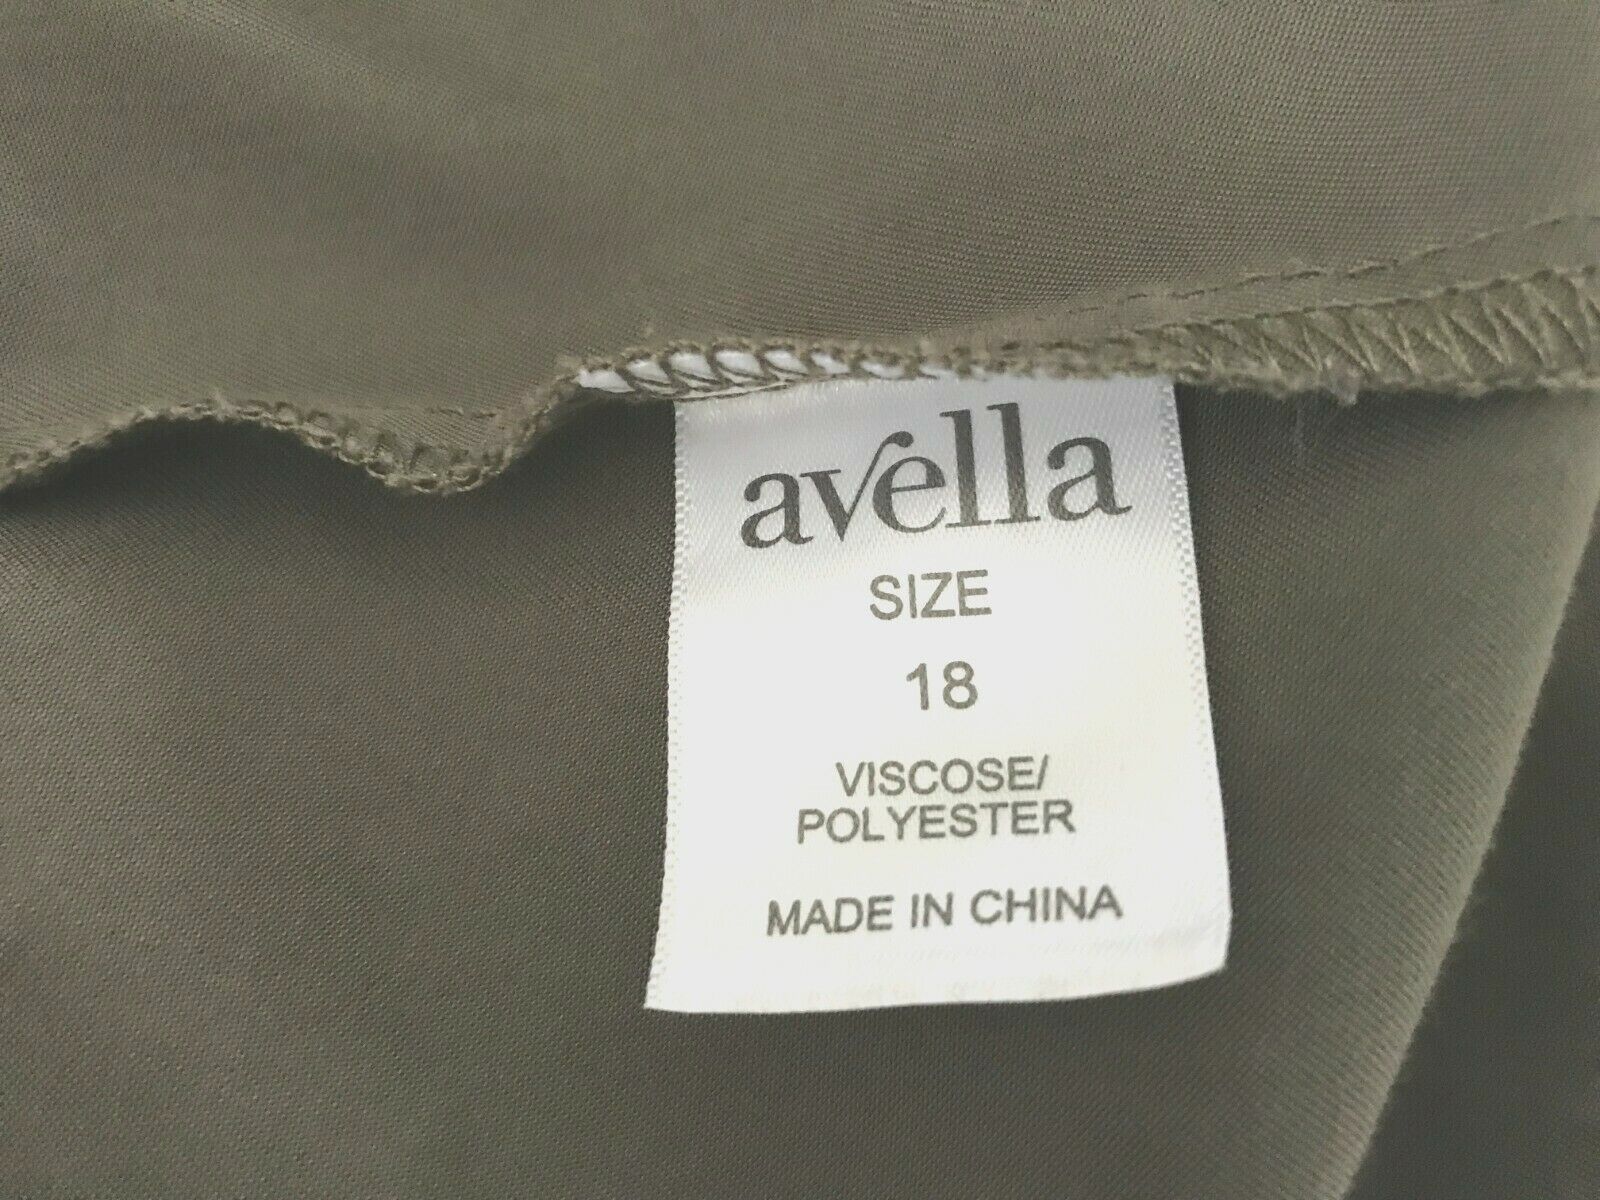 avella
SIZE
18
VISCOSE/
POLYESTER
MADE IN CHINA